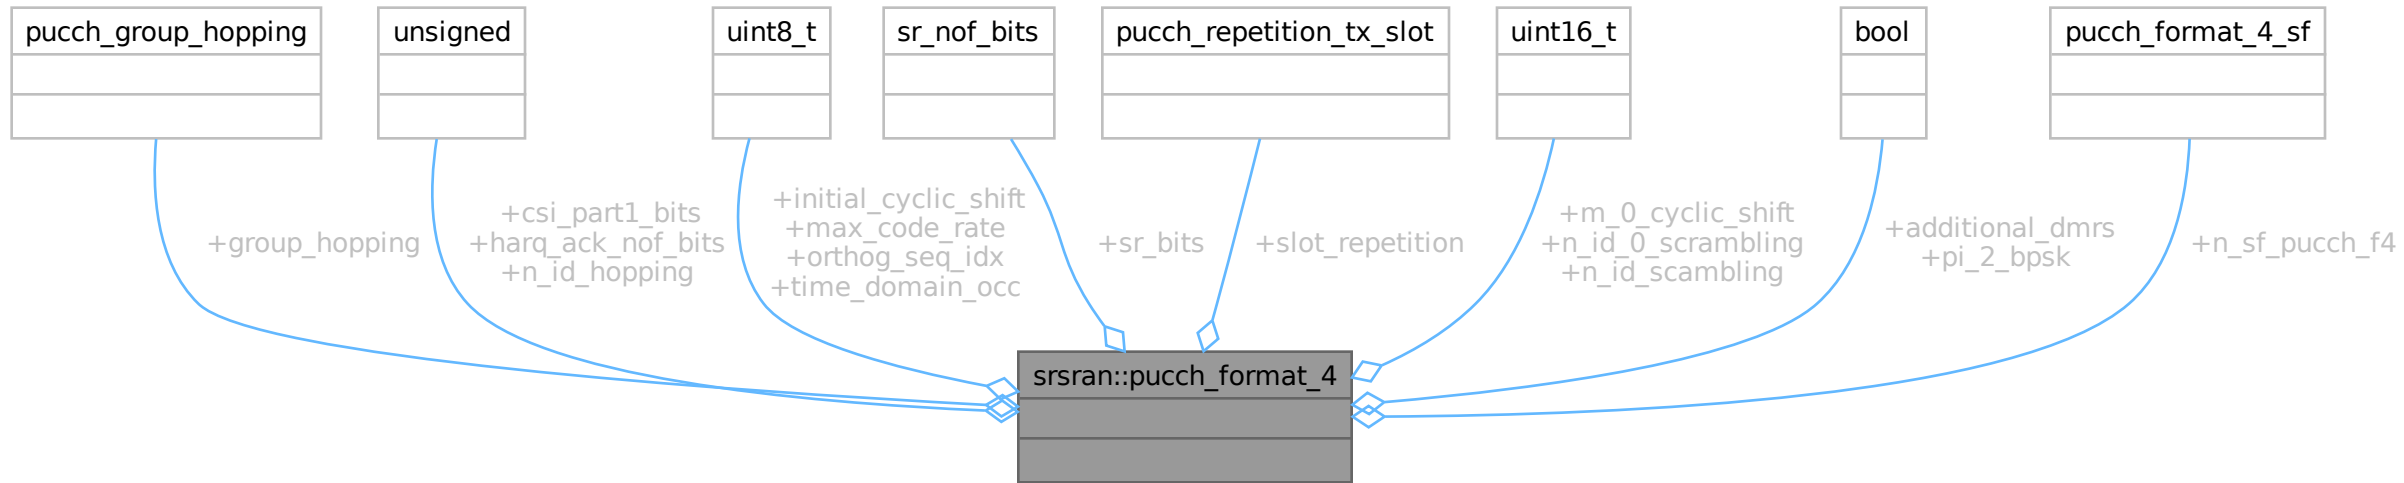 pucch_group_hopping
unsigned
uint8_t
sr_nof_bits
pucch_repetition_tx_slot
uint16_t
bool
pucch_format_4_sf
+group_hopping
+csi_part1_bits
+harq_ack_nof_bits
+n_id_hopping
+initial_cyclic_shift
+max_code_rate
+orthog_seq_idx
+time_domain_occ
+sr_bits
+slot_repetition
+m_0_cyclic_shift
+n_id_0_scrambling
+n_id_scambling
+additional_dmrs
+pi_2_bpsk
+n_sf_pucch_f4
srsran::pucch_format_4